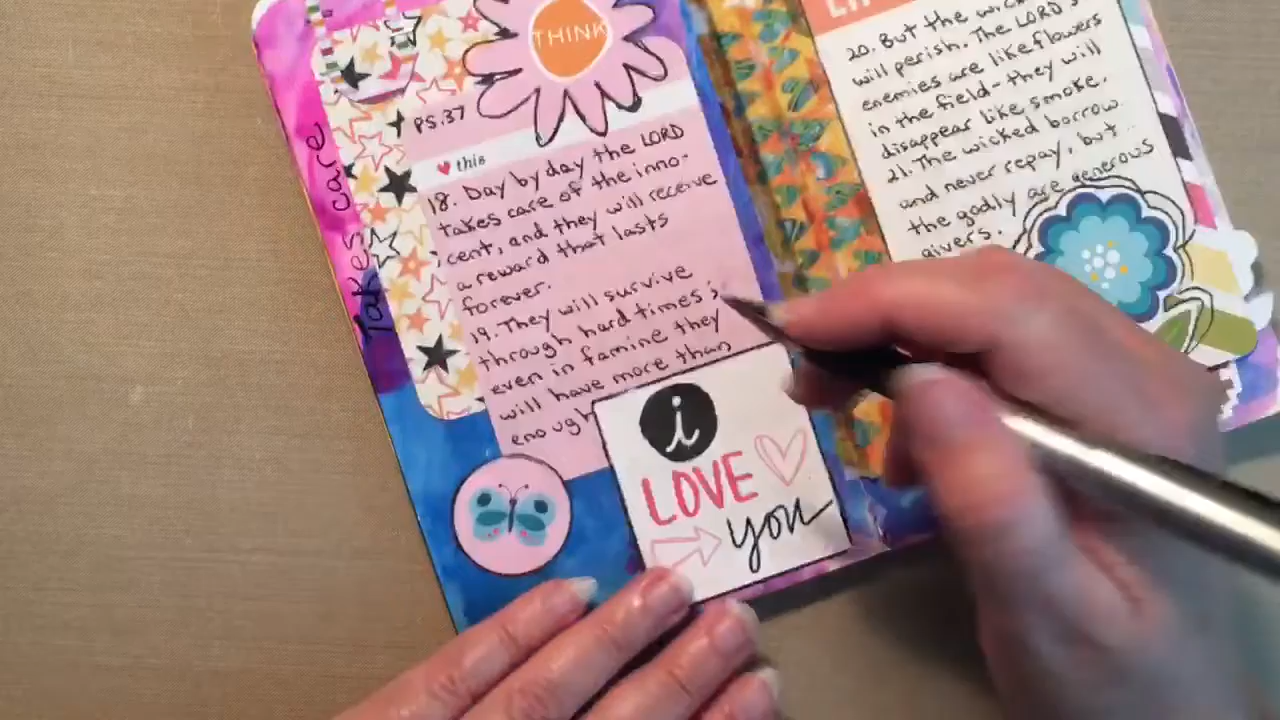 THINK
PS.37
this
18. Day by day the LORD
takes care of the inno-
cent, and they will receive
a reward that lasts
forever.
19. They will survive
through hard times;
even in famine they
will have more than
enough
i
LOVE
you
Takes care
20. But the
will perish. The LORD's
enemies are like flowers
in the field - they will
disappear like smoke.
21. The wicked borrow
and never repay, but
the godly are generous
givers.